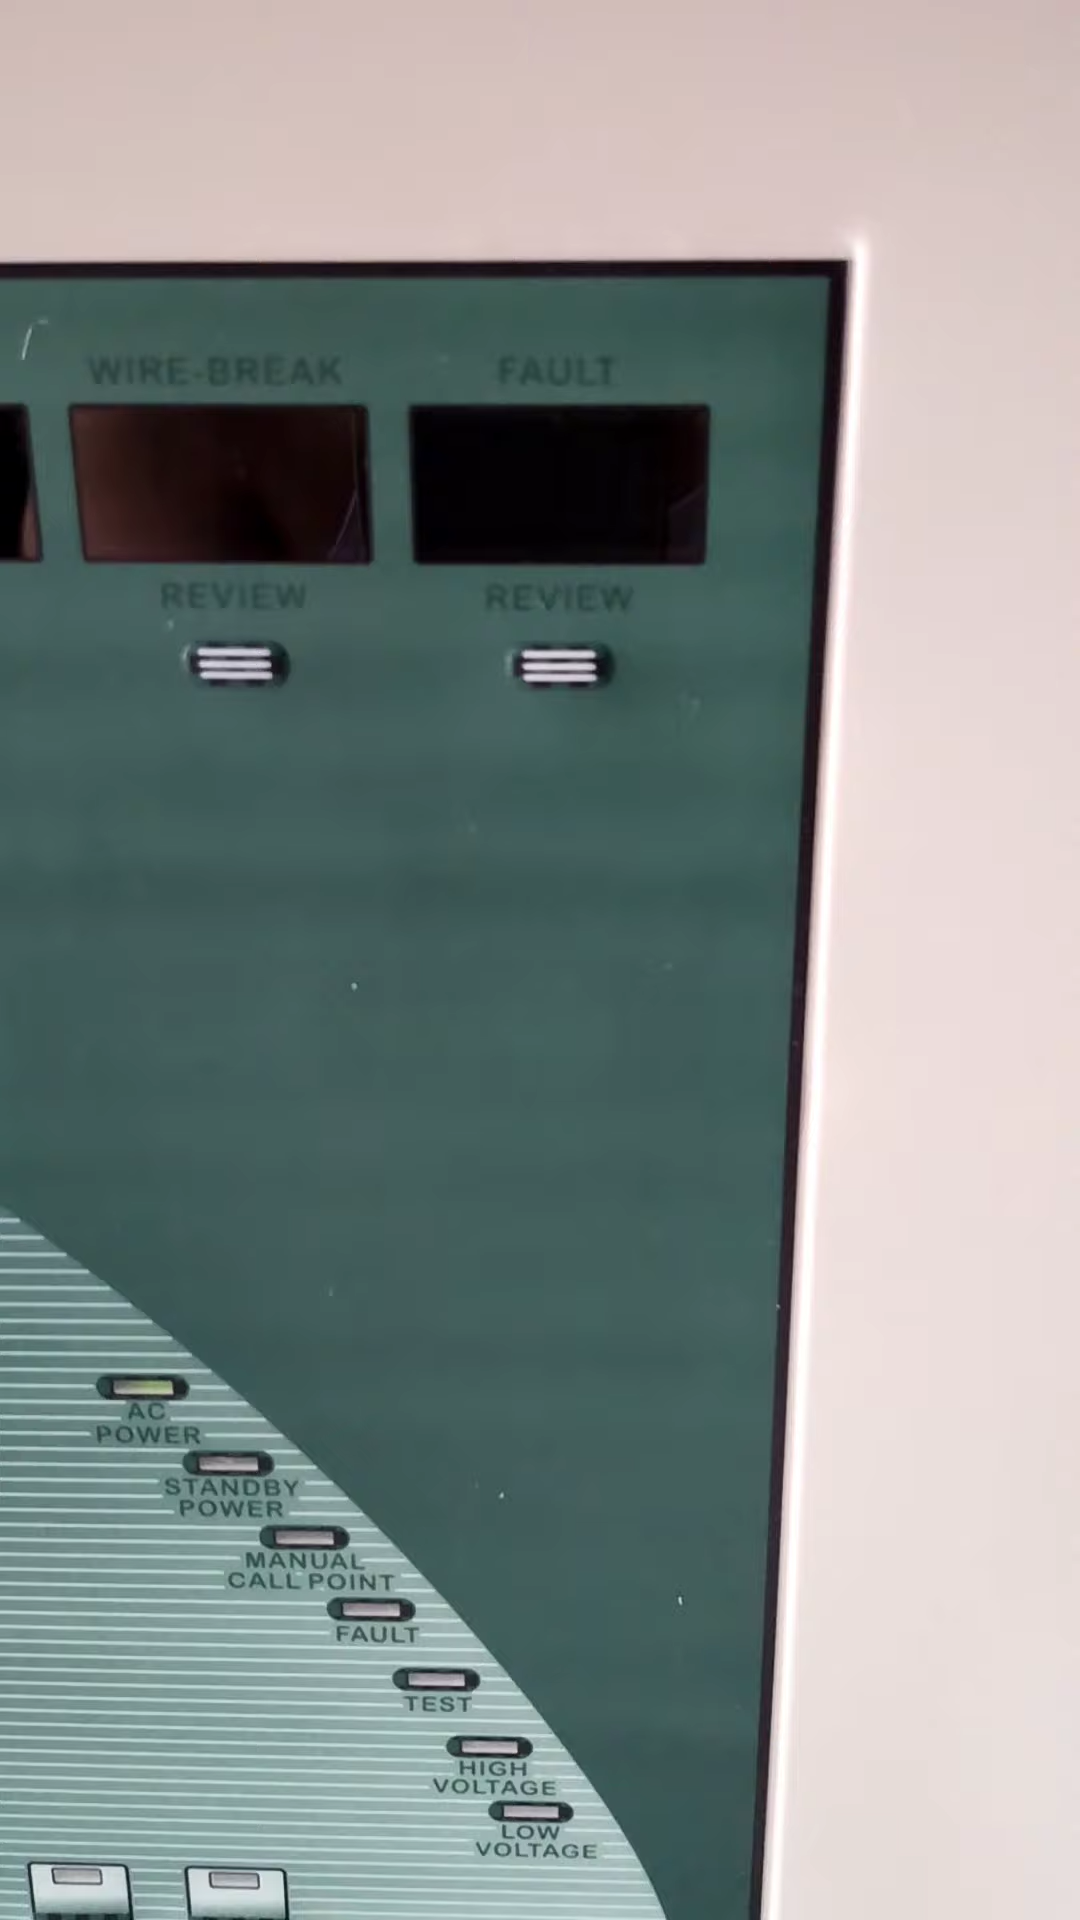 WIRE-BREAK
FAULT
REVIEW
REVIEW
AC
POWER
STANDBY
POWER
MANUAL
CALL POINT
FAULT
TEST
HIGH
VOLTAGE
LOW
VOLTAGE